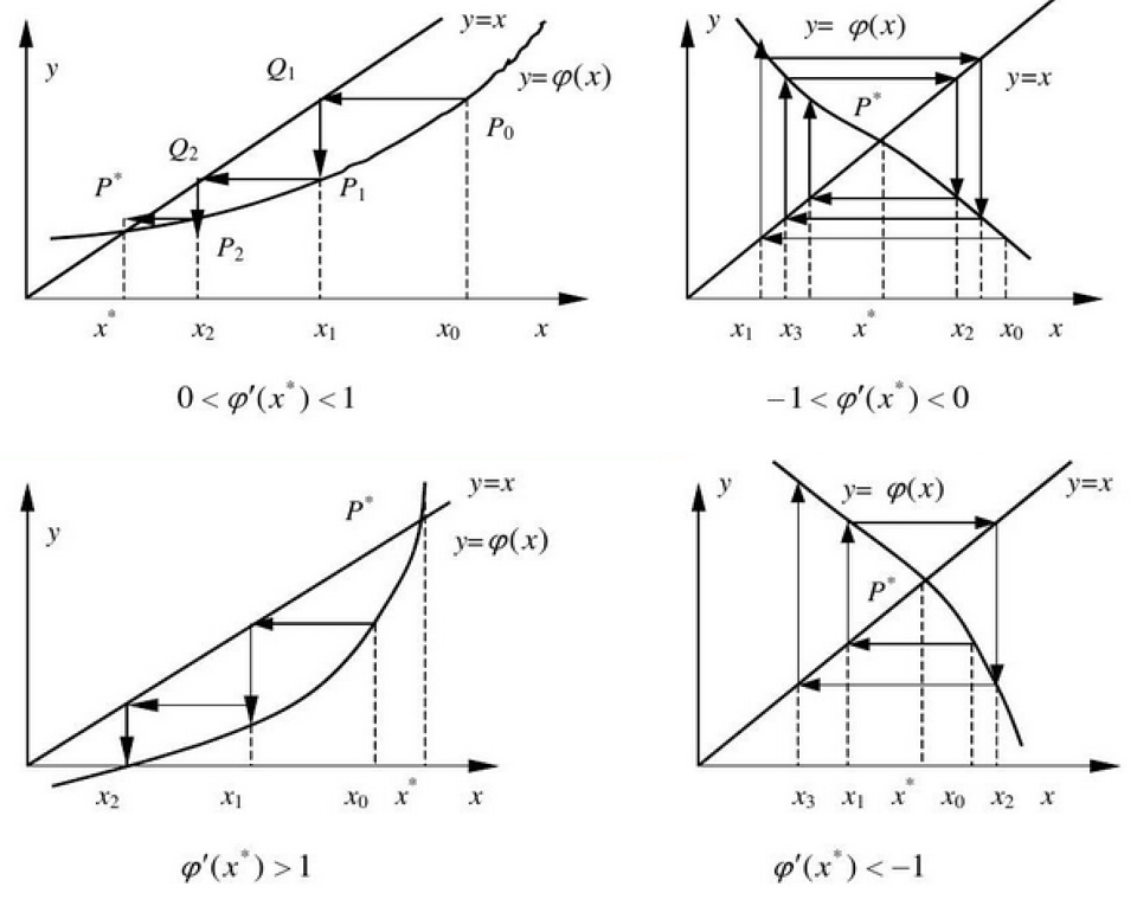 y=x
y
Q₁
y=φ(x)
P₀
Q₂
P*
P₁
P₂
x* x₂ x₁ x₀ x
0 < φ′(x*) < 1
y
y= φ(x)
y=x
P*
x₁ x₃ x* x₂ x₀ x
−1 < φ′(x*) < 0
y=x
P*
y
y=φ(x)
x₂ x₁ x₀ x* x
φ′(x*) > 1
y
y= φ(x)
y=x
P*
x₃ x₁ x* x₀ x₂ x
φ′(x*) < −1